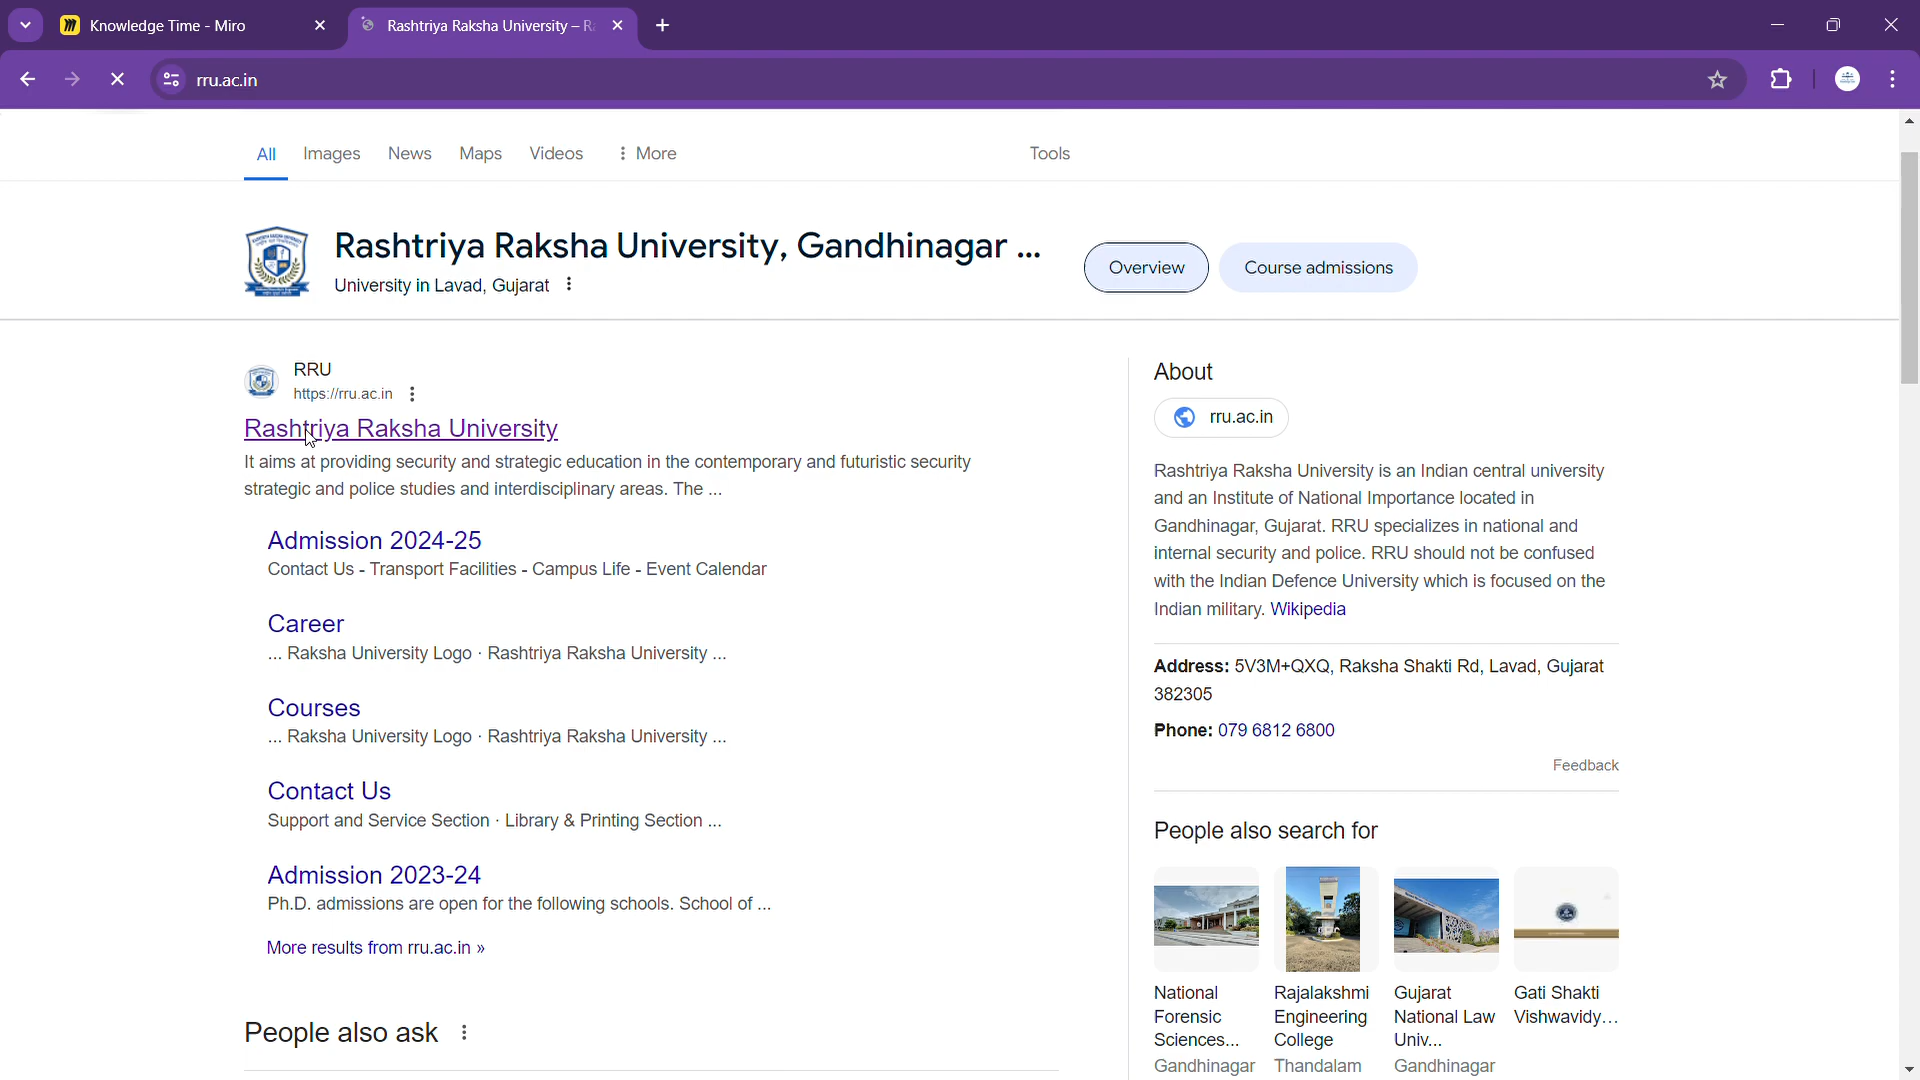 Knowledge Time - Miro
Rashtriya Raksha University – R
rru.ac.in
All Images News Maps Videos More Tools
Rashtriya Raksha University, Gandhinagar ...
University in Lavad, Gujarat
Overview
Course admissions
RRU
https://rru.ac.in
Rashtriya Raksha University
It aims at providing security and strategic education in the contemporary and futuristic security
strategic and police studies and interdisciplinary areas. The ...
Admission 2024-25
Contact Us - Transport Facilities - Campus Life - Event Calendar
Career
... Raksha University Logo · Rashtriya Raksha University ...
Courses
... Raksha University Logo · Rashtriya Raksha University ...
Contact Us
Support and Service Section · Library & Printing Section ...
Admission 2023-24
Ph.D. admissions are open for the following schools. School of ...
More results from rru.ac.in »
People also ask
About
rru.ac.in
Rashtriya Raksha University is an Indian central university
and an Institute of National Importance located in
Gandhinagar, Gujarat. RRU specializes in national and
internal security and police. RRU should not be confused
with the Indian Defence University which is focused on the
Indian military. Wikipedia
Address: 5V3M+QXQ, Raksha Shakti Rd, Lavad, Gujarat
382305
Phone: 079 6812 6800
Feedback
People also search for
National
Forensic
Sciences...
Gandhinagar
Rajalakshmi
Engineering
College
Thandalam
Gujarat
National Law
Univ...
Gandhinagar
Gati Shakti
Vishwavidy...